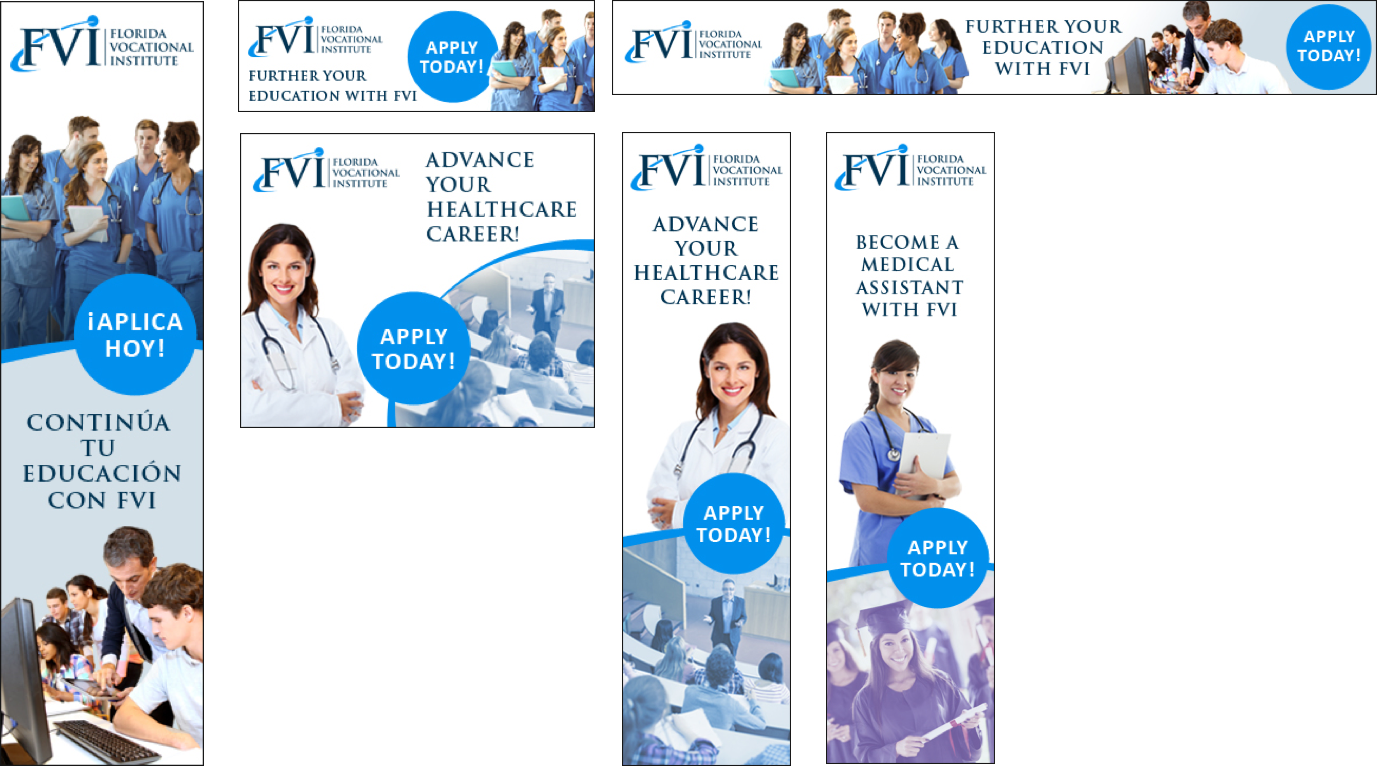 FVI
FLORIDA
VOCATIONAL
INSTITUTE
¡APLICA
HOY!
CONTINÚA
TU
EDUCACIÓN
CON FVI
FVI
FLORIDA
VOCATIONAL
INSTITUTE
FURTHER YOUR
EDUCATION WITH FVI
APPLY
TODAY!
FVI
FLORIDA
VOCATIONAL
INSTITUTE
FURTHER YOUR
EDUCATION
WITH FVI
APPLY
TODAY!
FVI
FLORIDA
VOCATIONAL
INSTITUTE
ADVANCE
YOUR
HEALTHCARE
CAREER!
APPLY
TODAY!
FVI
FLORIDA
VOCATIONAL
INSTITUTE
ADVANCE
YOUR
HEALTHCARE
CAREER!
APPLY
TODAY!
FVI
FLORIDA
VOCATIONAL
INSTITUTE
BECOME A
MEDICAL
ASSISTANT
WITH FVI
APPLY
TODAY!